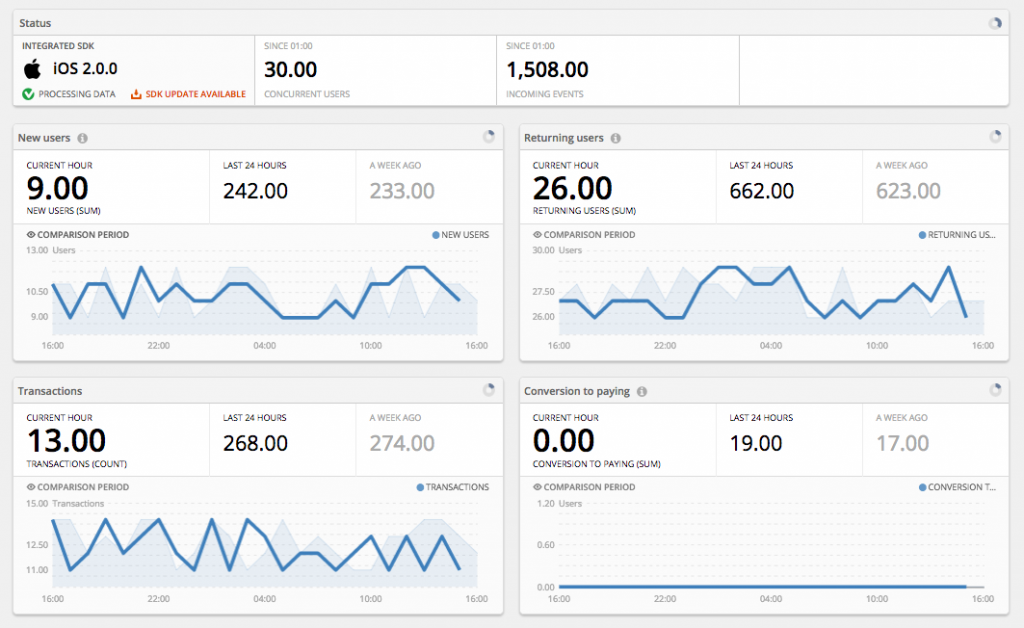 Status
INTEGRATED SDK
iOS 2.0.0
PROCESSING DATA SDK UPDATE AVAILABLE
SINCE 01:00
30.00
CONCURRENT USERS
SINCE 01:00
1,508.00
INCOMING EVENTS
New users
CURRENT HOUR
9.00
NEW USERS (SUM)
LAST 24 HOURS
242.00
A WEEK AGO
233.00
COMPARISON PERIOD
NEW USERS
13.00 Users
10.50
9.00
16:00 22:00 04:00 10:00 16:00
Returning users
CURRENT HOUR
26.00
RETURNING USERS (SUM)
LAST 24 HOURS
662.00
A WEEK AGO
623.00
COMPARISON PERIOD
RETURNING US...
30.00 Users
27.50
26.00
16:00 22:00 04:00 10:00 16:00
Transactions
CURRENT HOUR
13.00
TRANSACTIONS (COUNT)
LAST 24 HOURS
268.00
A WEEK AGO
274.00
COMPARISON PERIOD
TRANSACTIONS
15.00 Transactions
12.50
11.00
16:00 22:00 04:00 10:00 16:00
Conversion to paying
CURRENT HOUR
0.00
CONVERSION TO PAYING (SUM)
LAST 24 HOURS
19.00
A WEEK AGO
17.00
COMPARISON PERIOD
CONVERSION T...
1.20 Users
0.60
0.00
16:00 22:00 04:00 10:00 16:00